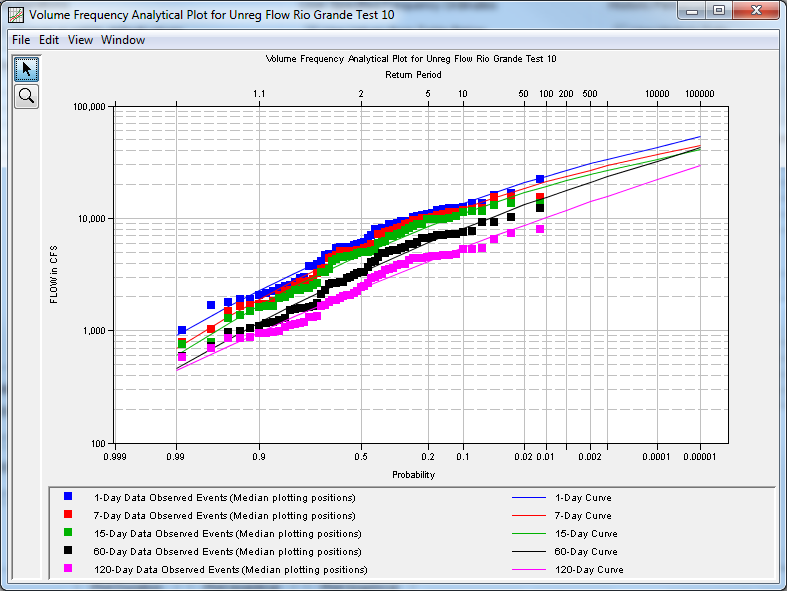 Volume Frequency Analytical Plot for Unreg Flow Rio Grande Test 10
File Edit View Window
Volume Frequency Analytical Plot for Unreg Flow Rio Grande Test 10
Return Period
1.1 2 5 10 50 100 200 500 10000 100000
100,000
10,000
1,000
100
FLOW in CFS
0.999 0.99 0.9 0.5 0.2 0.1 0.02 0.01 0.002 0.0001 0.00001
Probability
1-Day Data Observed Events (Median plotting positions) 1-Day Curve
7-Day Data Observed Events (Median plotting positions) 7-Day Curve
15-Day Data Observed Events (Median plotting positions) 15-Day Curve
60-Day Data Observed Events (Median plotting positions) 60-Day Curve
120-Day Data Observed Events (Median plotting positions) 120-Day Curve